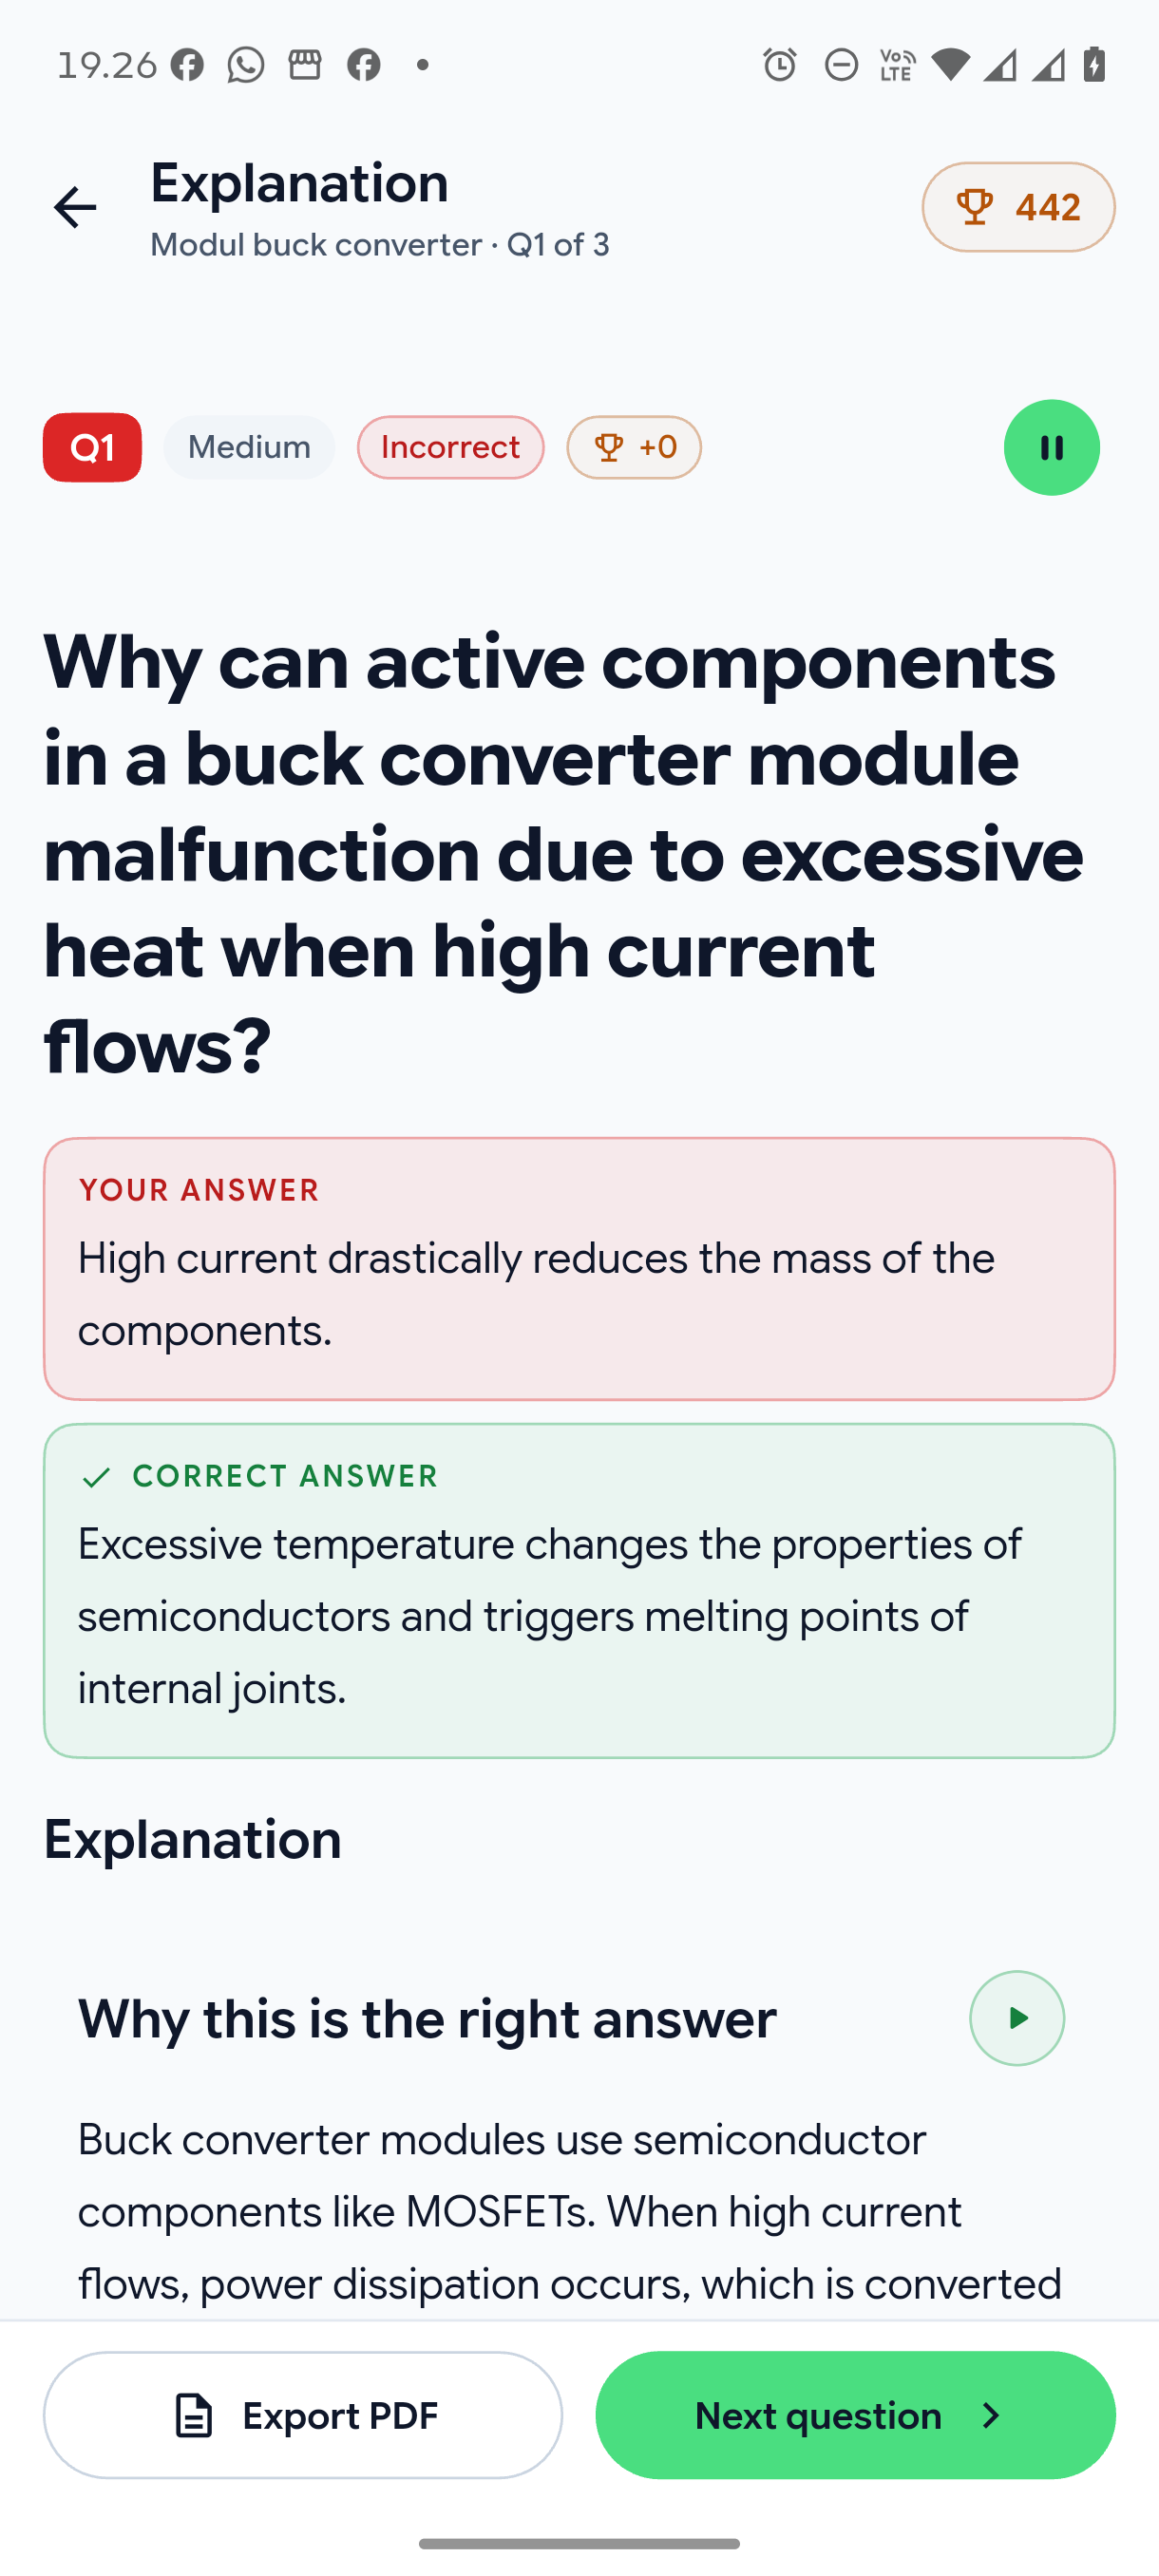 19.26
Vo LTE
Explanation
Modul buck converter · Q1 of 3
442
Q1
Medium
Incorrect
+0
Why can active components
in a buck converter module
malfunction due to excessive
heat when high current
flows?
YOUR ANSWER
High current drastically reduces the mass of the
components.
CORRECT ANSWER
Excessive temperature changes the properties of
semiconductors and triggers melting points of
internal joints.
Explanation
Why this is the right answer
Buck converter modules use semiconductor
components like MOSFETs. When high current
flows, power dissipation occurs, which is converted
Export PDF
Next question